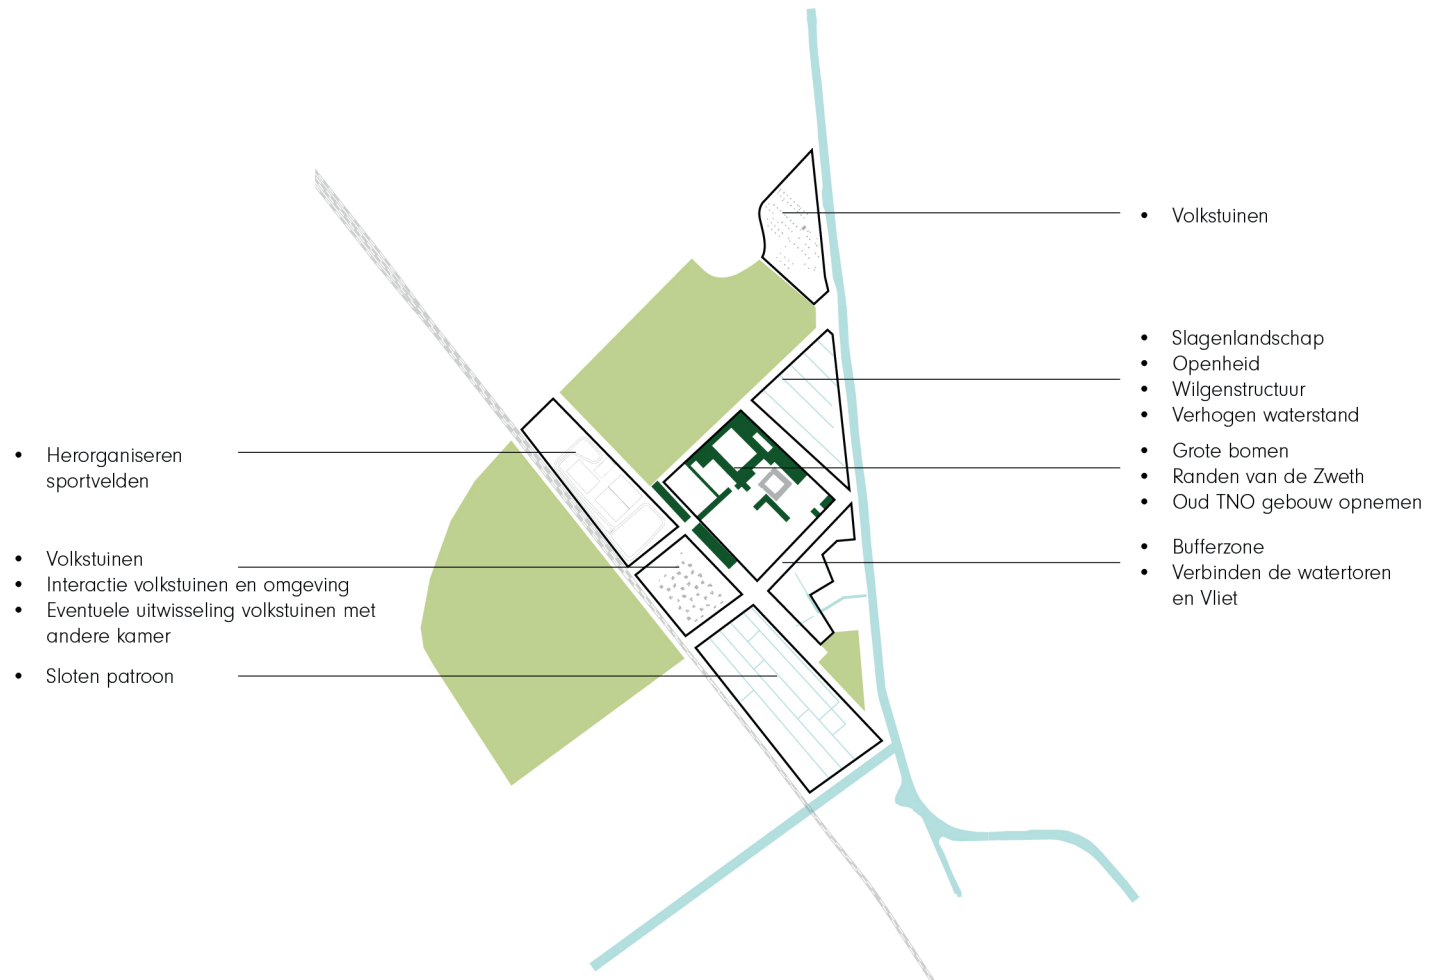 • Volkstuinen
• Slagenlandschap
• Openheid
• Wilgenstructuur
• Verhogen waterstand
• Grote bomen
• Randen van de Zweth
• Oud TNO gebouw opnemen
• Bufferzone
• Verbinden de watertoren
en Vliet
• Herorganiseren
sportvelden
• Volkstuinen
• Interactie volkstuinen en omgeving
• Eventuele uitwisseling volkstuinen met
andere kamer
• Sloten patroon